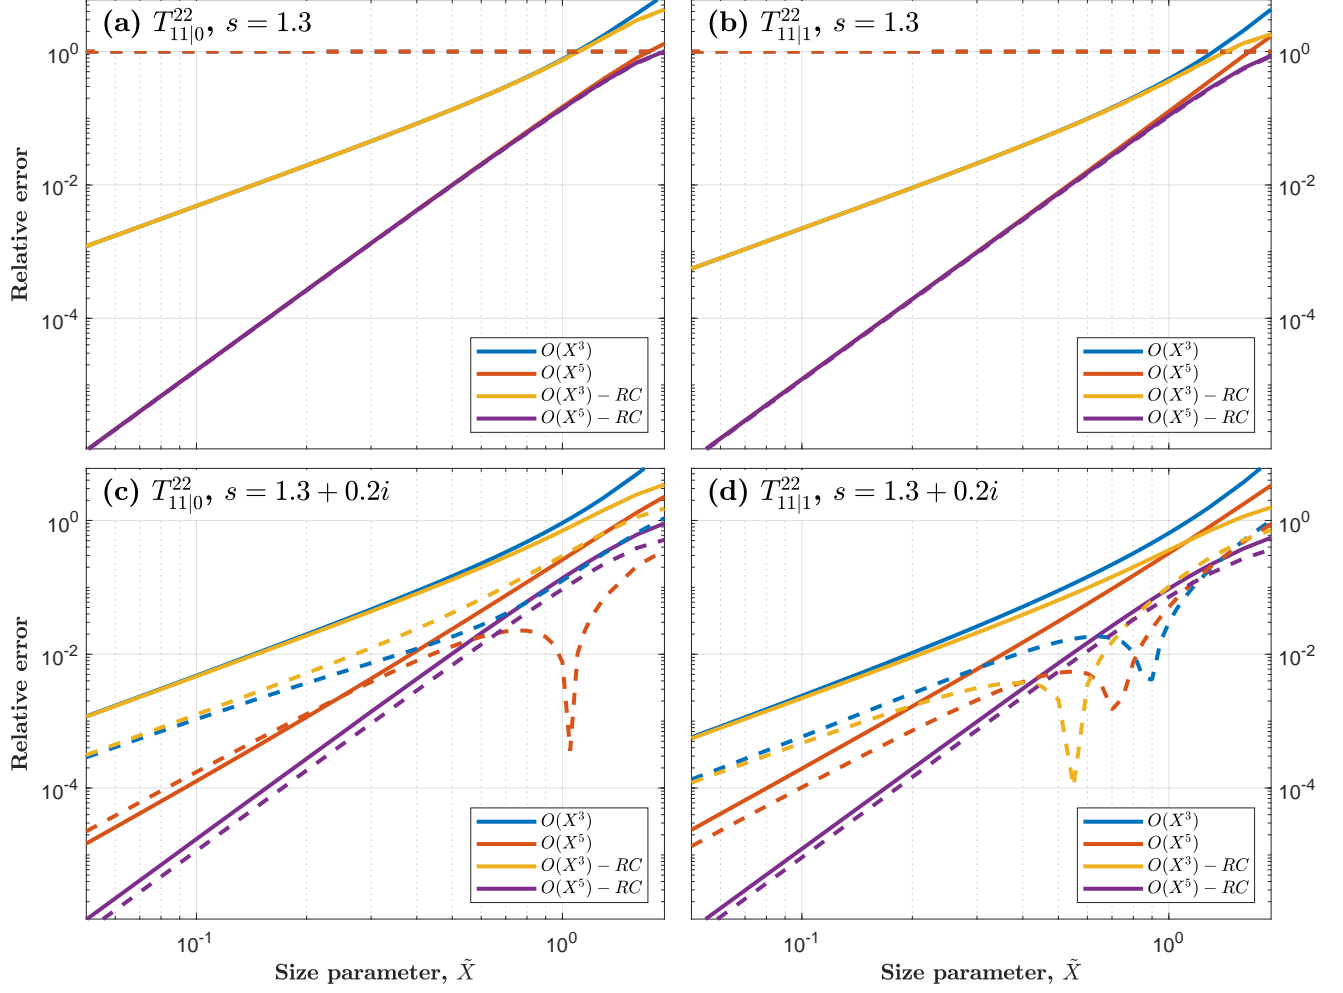 (a) $T^{22}_{11|0}$, $s = 1.3$
(b) $T^{22}_{11|1}$, $s = 1.3$
10^0
10^-2
10^-4
Relative error
10^0
10^-2
10^-4
O(X^3)
O(X^5)
O(X^3) − RC
O(X^5) − RC
O(X^3)
O(X^5)
O(X^3) − RC
O(X^5) − RC
(c) $T^{22}_{11|0}$, $s = 1.3 + 0.2i$
(d) $T^{22}_{11|1}$, $s = 1.3 + 0.2i$
10^0
10^-2
10^-4
Relative error
10^0
10^-2
10^-4
O(X^3)
O(X^5)
O(X^3) − RC
O(X^5) − RC
O(X^3)
O(X^5)
O(X^3) − RC
O(X^5) − RC
10^-1
10^0
10^-1
10^0
Size parameter, $\tilde{X}$
Size parameter, $\tilde{X}$